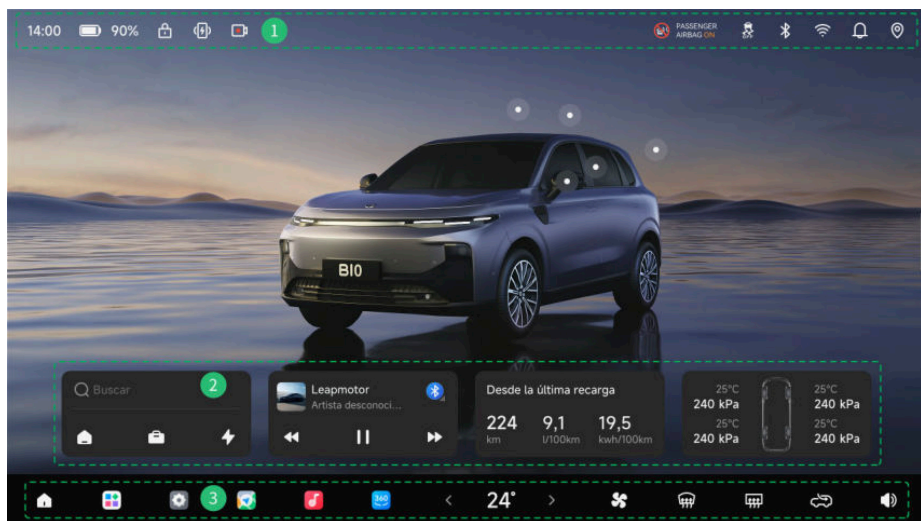 14:00 90% 1 PASSENGER
AIRBAG ON
B10
Buscar 2
Leapmotor
Artista desconoci...
Desde la última recarga
224 9,1 19,5
km l/100km kwh/100km
25°C 25°C
240 kPa 240 kPa
25°C 25°C
240 kPa 240 kPa
3 360 < 24° >